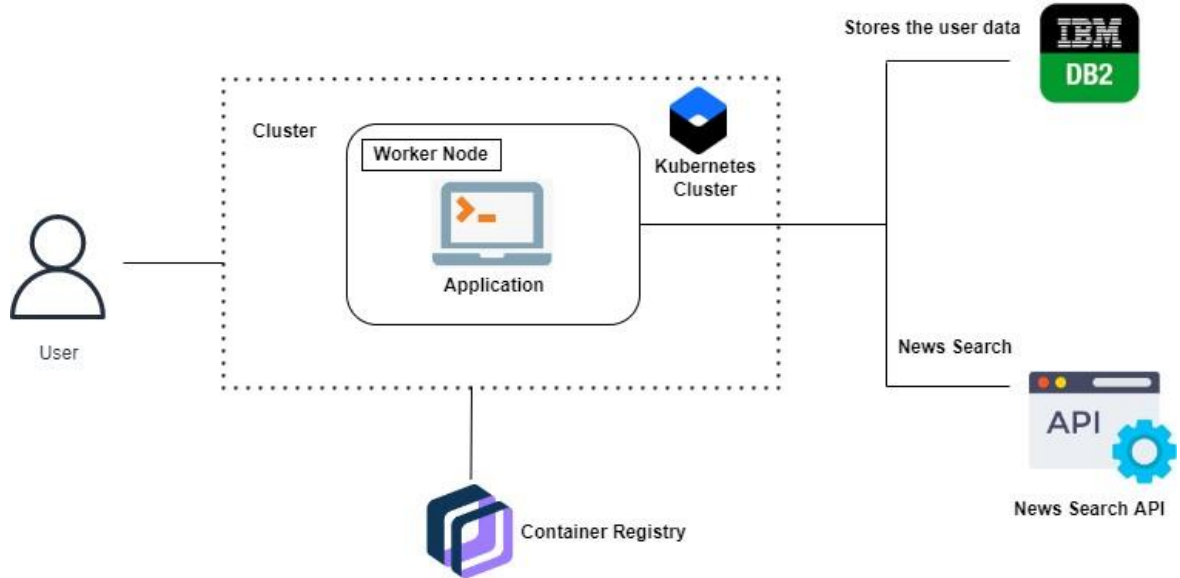 Stores the user data
IBM
DB2
Cluster
Worker Node
Kubernetes
Cluster
Application
User
News Search
API
News Search API
Container Registry